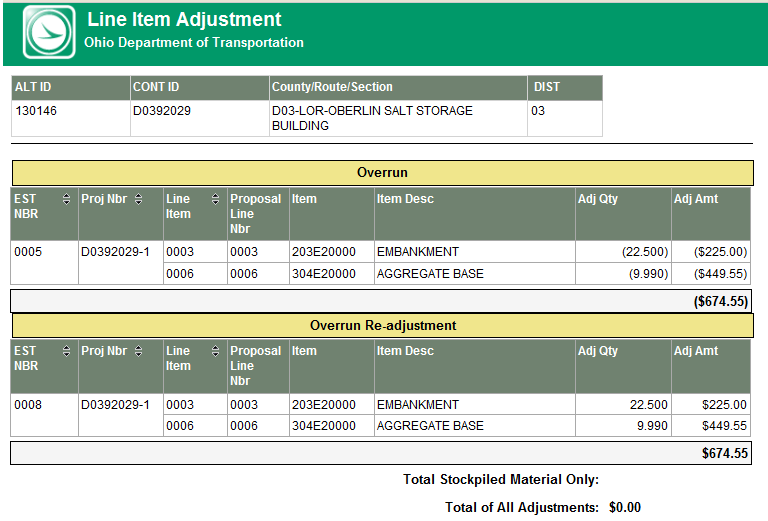 Line Item Adjustment
Ohio Department of Transportation
ALT ID CONT ID County/Route/Section DIST
130146 D0392029 D03-LOR-OBERLIN SALT STORAGE 03
BUILDING
Overrun
EST Proj Nbr Line Proposal Item Item Desc Adj Qty Adj Amt
NBR Item Line
Nbr
0005 D0392029-1 0003 0003 203E20000 EMBANKMENT (22.500) ($225.00)
0006 0006 304E20000 AGGREGATE BASE (9.990) ($449.55)
($674.55)
Overrun Re-adjustment
EST Proj Nbr Line Proposal Item Item Desc Adj Qty Adj Amt
NBR Item Line
Nbr
0008 D0392029-1 0003 0003 203E20000 EMBANKMENT 22.500 $225.00
0006 0006 304E20000 AGGREGATE BASE 9.990 $449.55
$674.55
Total Stockpiled Material Only:
Total of All Adjustments: $0.00